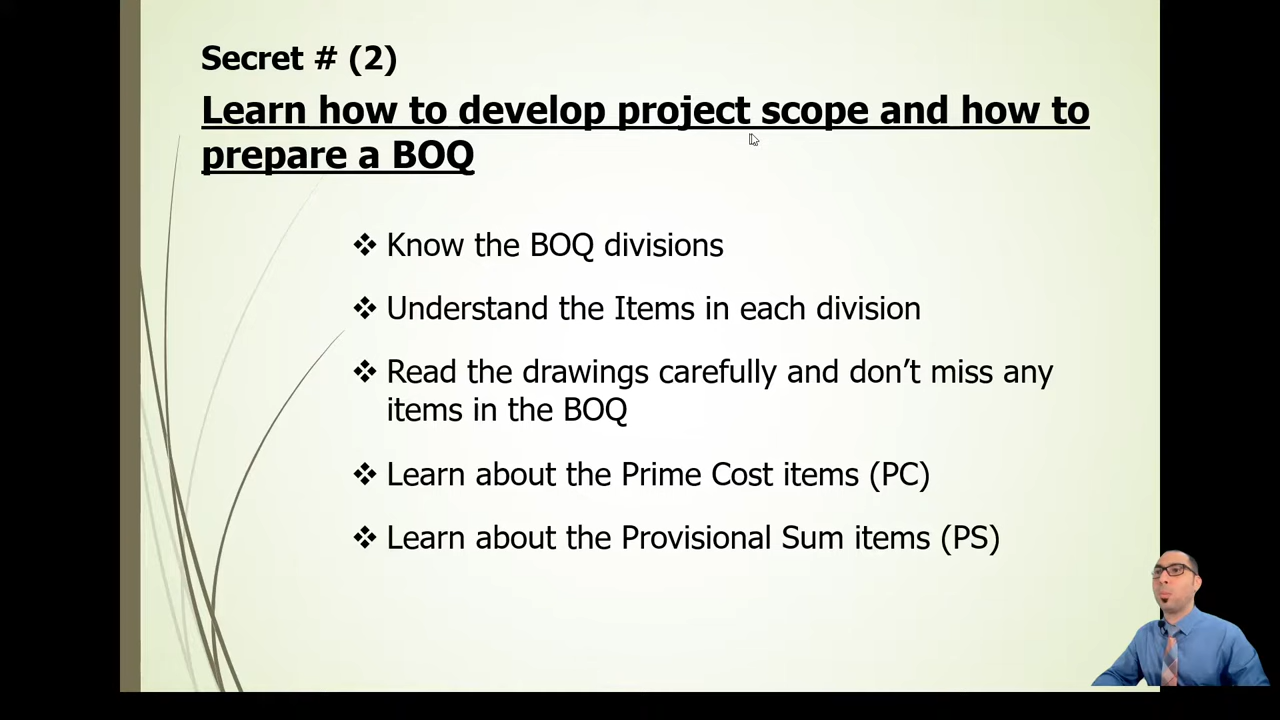 Secret # (2)
Learn how to develop project scope and how to
prepare a BOQ
❖ Know the BOQ divisions
❖ Understand the Items in each division
❖ Read the drawings carefully and don’t miss any
items in the BOQ
❖ Learn about the Prime Cost items (PC)
❖ Learn about the Provisional Sum items (PS)